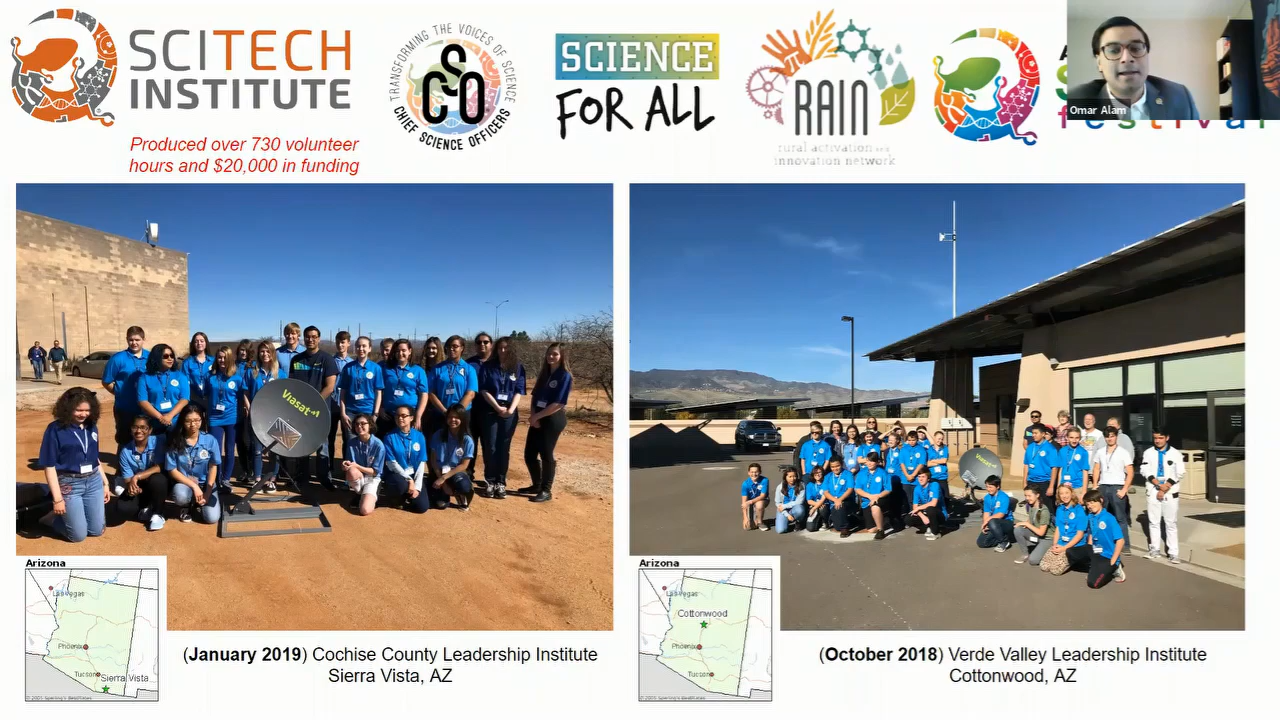 SCITECH
INSTITUTE
Produced over 730 volunteer
hours and $20,000 in funding
TRANSFORMING THE VOICES OF SCIENCE
CSO
CHIEF SCIENCE OFFICERS
SCIENCE
FOR ALL
RAIN
rural activation and
innovation network
A
S
festival
Omar Alam
Viasat
Viasat
Arizona
Las Vegas
Phoenix
Tucson
Sierra Vista
(January 2019) Cochise County Leadership Institute
Sierra Vista, AZ
Arizona
Las Vegas
Cottonwood
Phoenix
Tucson
(October 2018) Verde Valley Leadership Institute
Cottonwood, AZ